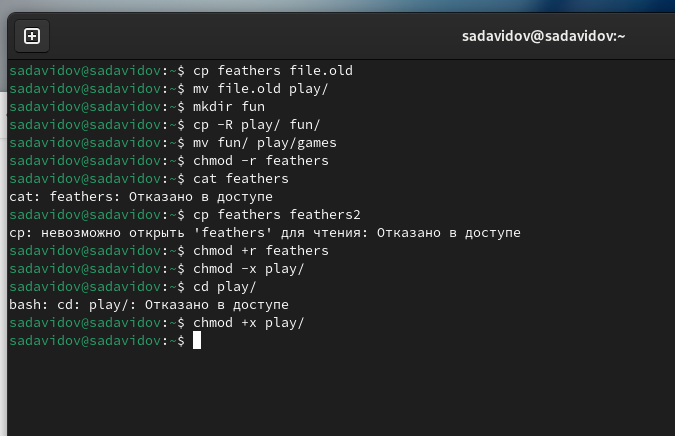 sadavidov@sadavidov:~
sadavidov@sadavidov:~$ cp feathers file.old
sadavidov@sadavidov:~$ mv file.old play/
sadavidov@sadavidov:~$ mkdir fun
sadavidov@sadavidov:~$ cp -R play/ fun/
sadavidov@sadavidov:~$ mv fun/ play/games
sadavidov@sadavidov:~$ chmod -r feathers
sadavidov@sadavidov:~$ cat feathers
cat: feathers: Отказано в доступе
sadavidov@sadavidov:~$ cp feathers feathers2
cp: невозможно открыть 'feathers' для чтения: Отказано в доступе
sadavidov@sadavidov:~$ chmod +r feathers
sadavidov@sadavidov:~$ chmod -x play/
sadavidov@sadavidov:~$ cd play/
bash: cd: play/: Отказано в доступе
sadavidov@sadavidov:~$ chmod +x play/
sadavidov@sadavidov:~$